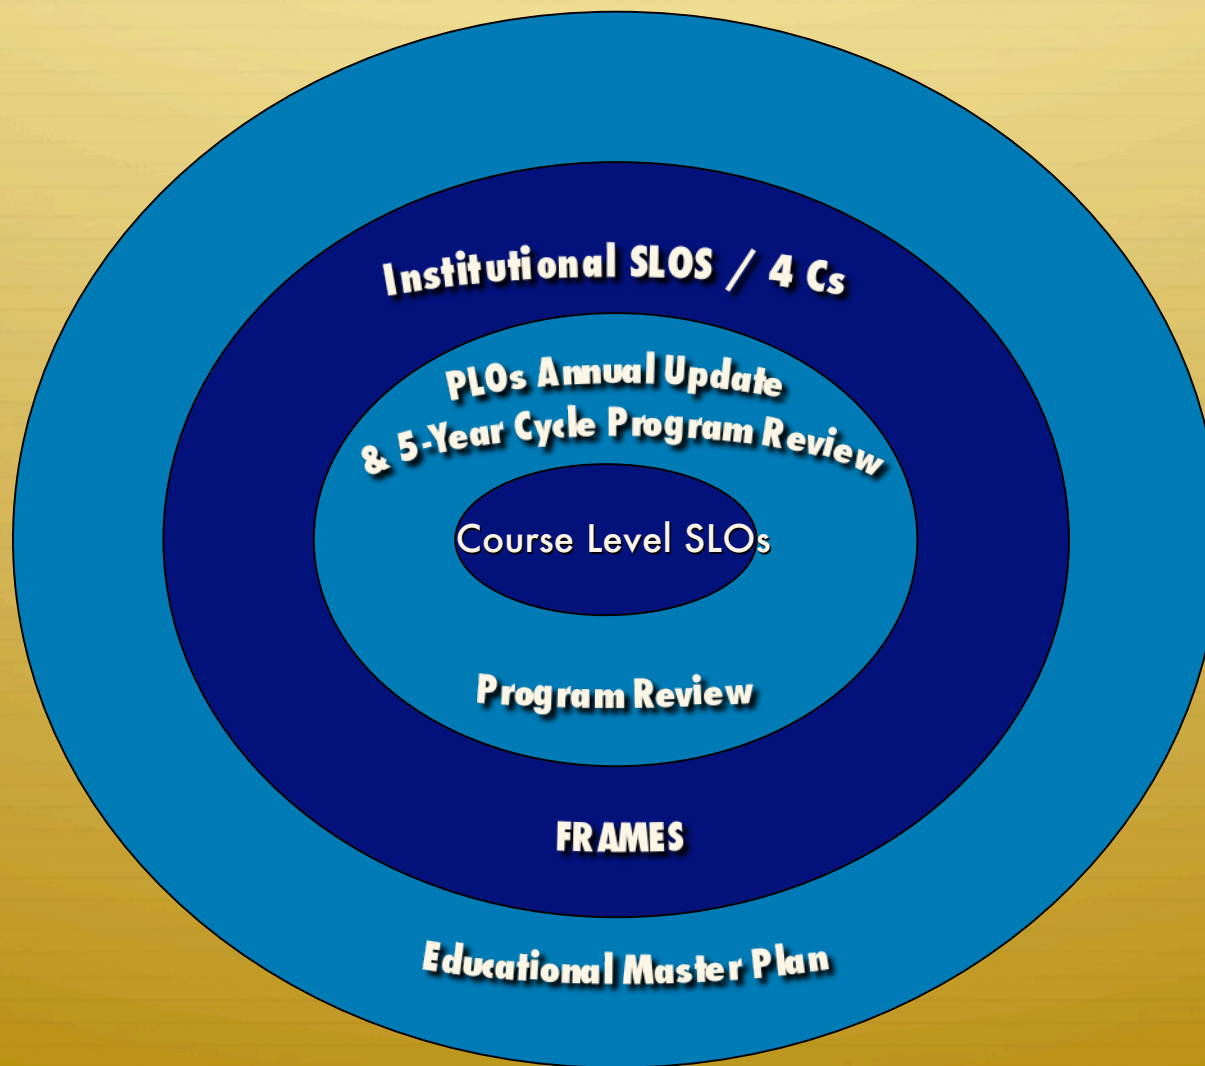 Institutional SLOS / 4 Cs
PLOs Annual Update
& 5-Year Cycle Program Review
Course Level SLOs
Program Review
FRAMES
Educational Master Plan